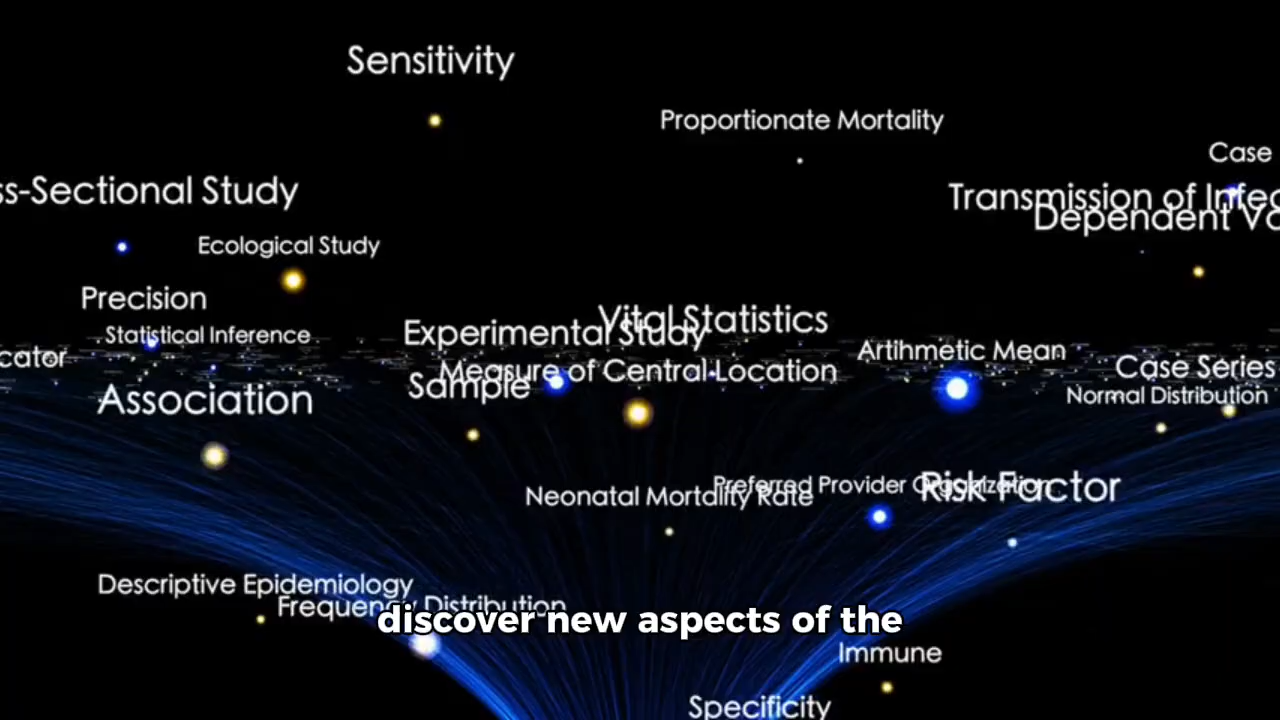 Sensitivity
Proportionate Mortality
Case
ss-Sectional Study
Transmission of Infec
Dependent Va
Ecological Study
Precision
Vital Statistics
Statistical Inference
Experimental Study
cator
Artihmetic Mean
Measure of Central Location
Case Series
Sample
Normal Distribution
Association
Preferred Provider Organization
Risk Factor
Neonatal Mortality Rate
Descriptive Epidemiology
Frequency Distribution
discover new aspects of the
Immune
Specificity